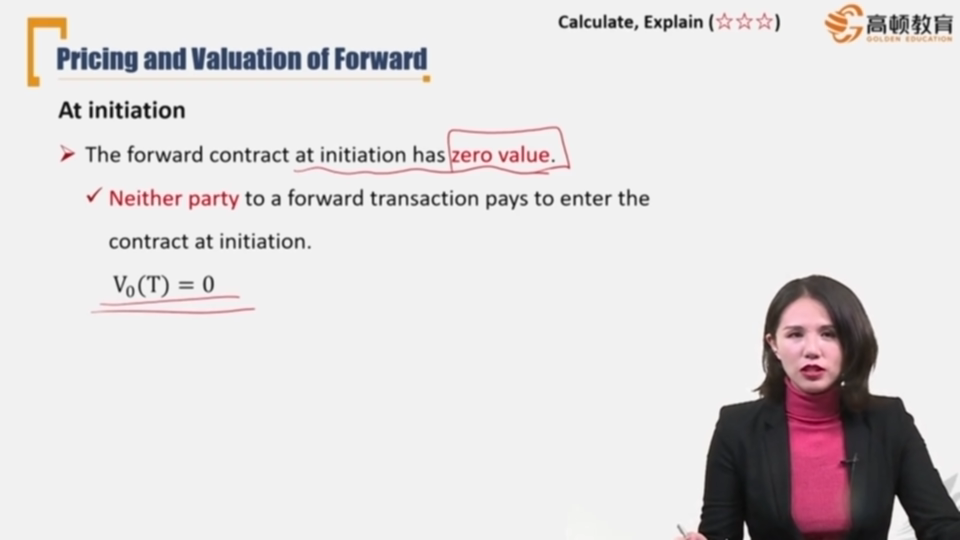 Calculate, Explain (☆☆☆)
高顿教育
GOLDEN EDUCATION
Pricing and Valuation of Forward
At initiation
➢ The forward contract at initiation has zero value.
✓ Neither party to a forward transaction pays to enter the
contract at initiation.
V₀(T) = 0